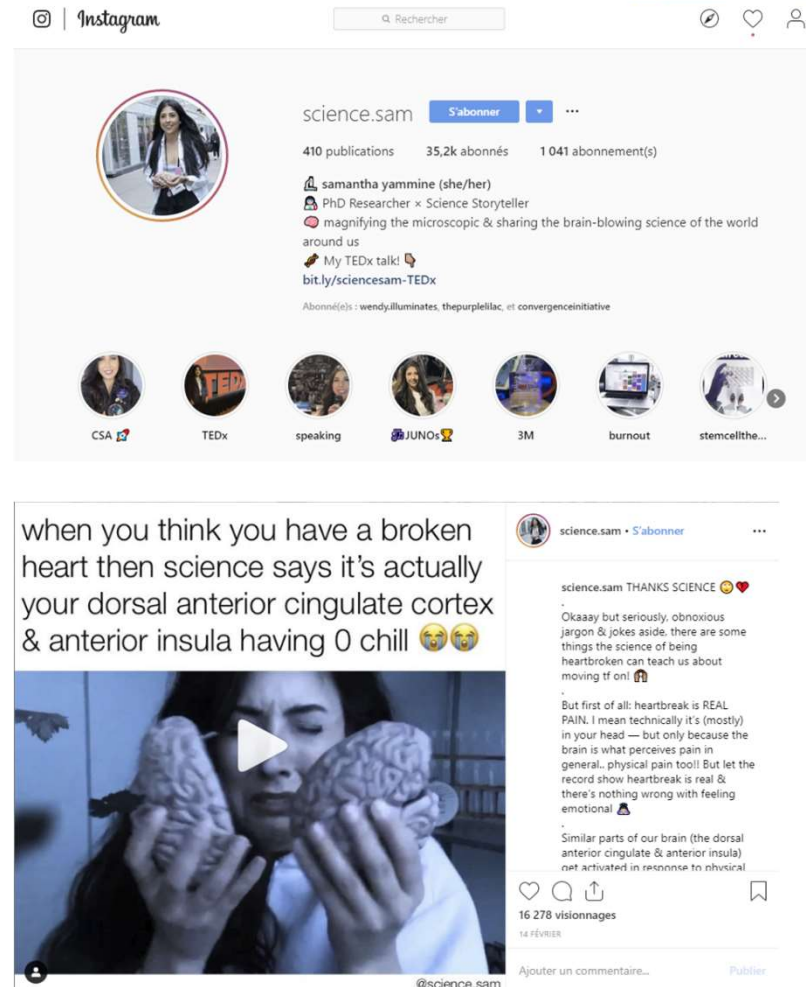 Instagram
Rechercher
science.sam S'abonner
410 publications 35,2k abonnés 1 041 abonnement(s)
samantha yammine (she/her)
PhD Researcher × Science Storyteller
magnifying the microscopic & sharing the brain-blowing science of the world
around us
My TEDx talk!
bit.ly/sciencesam-TEDx
Abonné(e)s : wendy.illuminates, thepurplelilac, et convergenceinitiative
TEDx
CSA TEDx speaking JUNOs 3M burnout stemcellthe...
when you think you have a broken
heart then science says it's actually
your dorsal anterior cingulate cortex
& anterior insula having 0 chill
@science.sam
science.sam • S'abonner
science.sam THANKS SCIENCE
.
Okaaay but seriously, obnoxious
jargon & jokes aside, there are some
things the science of being
heartbroken can teach us about
moving tf on!
.
But first of all: heartbreak is REAL
PAIN. I mean technically it's (mostly)
in your head — but only because the
brain is what perceives pain in
general.. physical pain too!! But let the
record show heartbreak is real &
there's nothing wrong with feeling
emotional
.
Similar parts of our brain (the dorsal
anterior cingulate & anterior insula)
get activated in response to physical
16 278 visionnages
14 FÉVRIER
Ajouter un commentaire... Publier